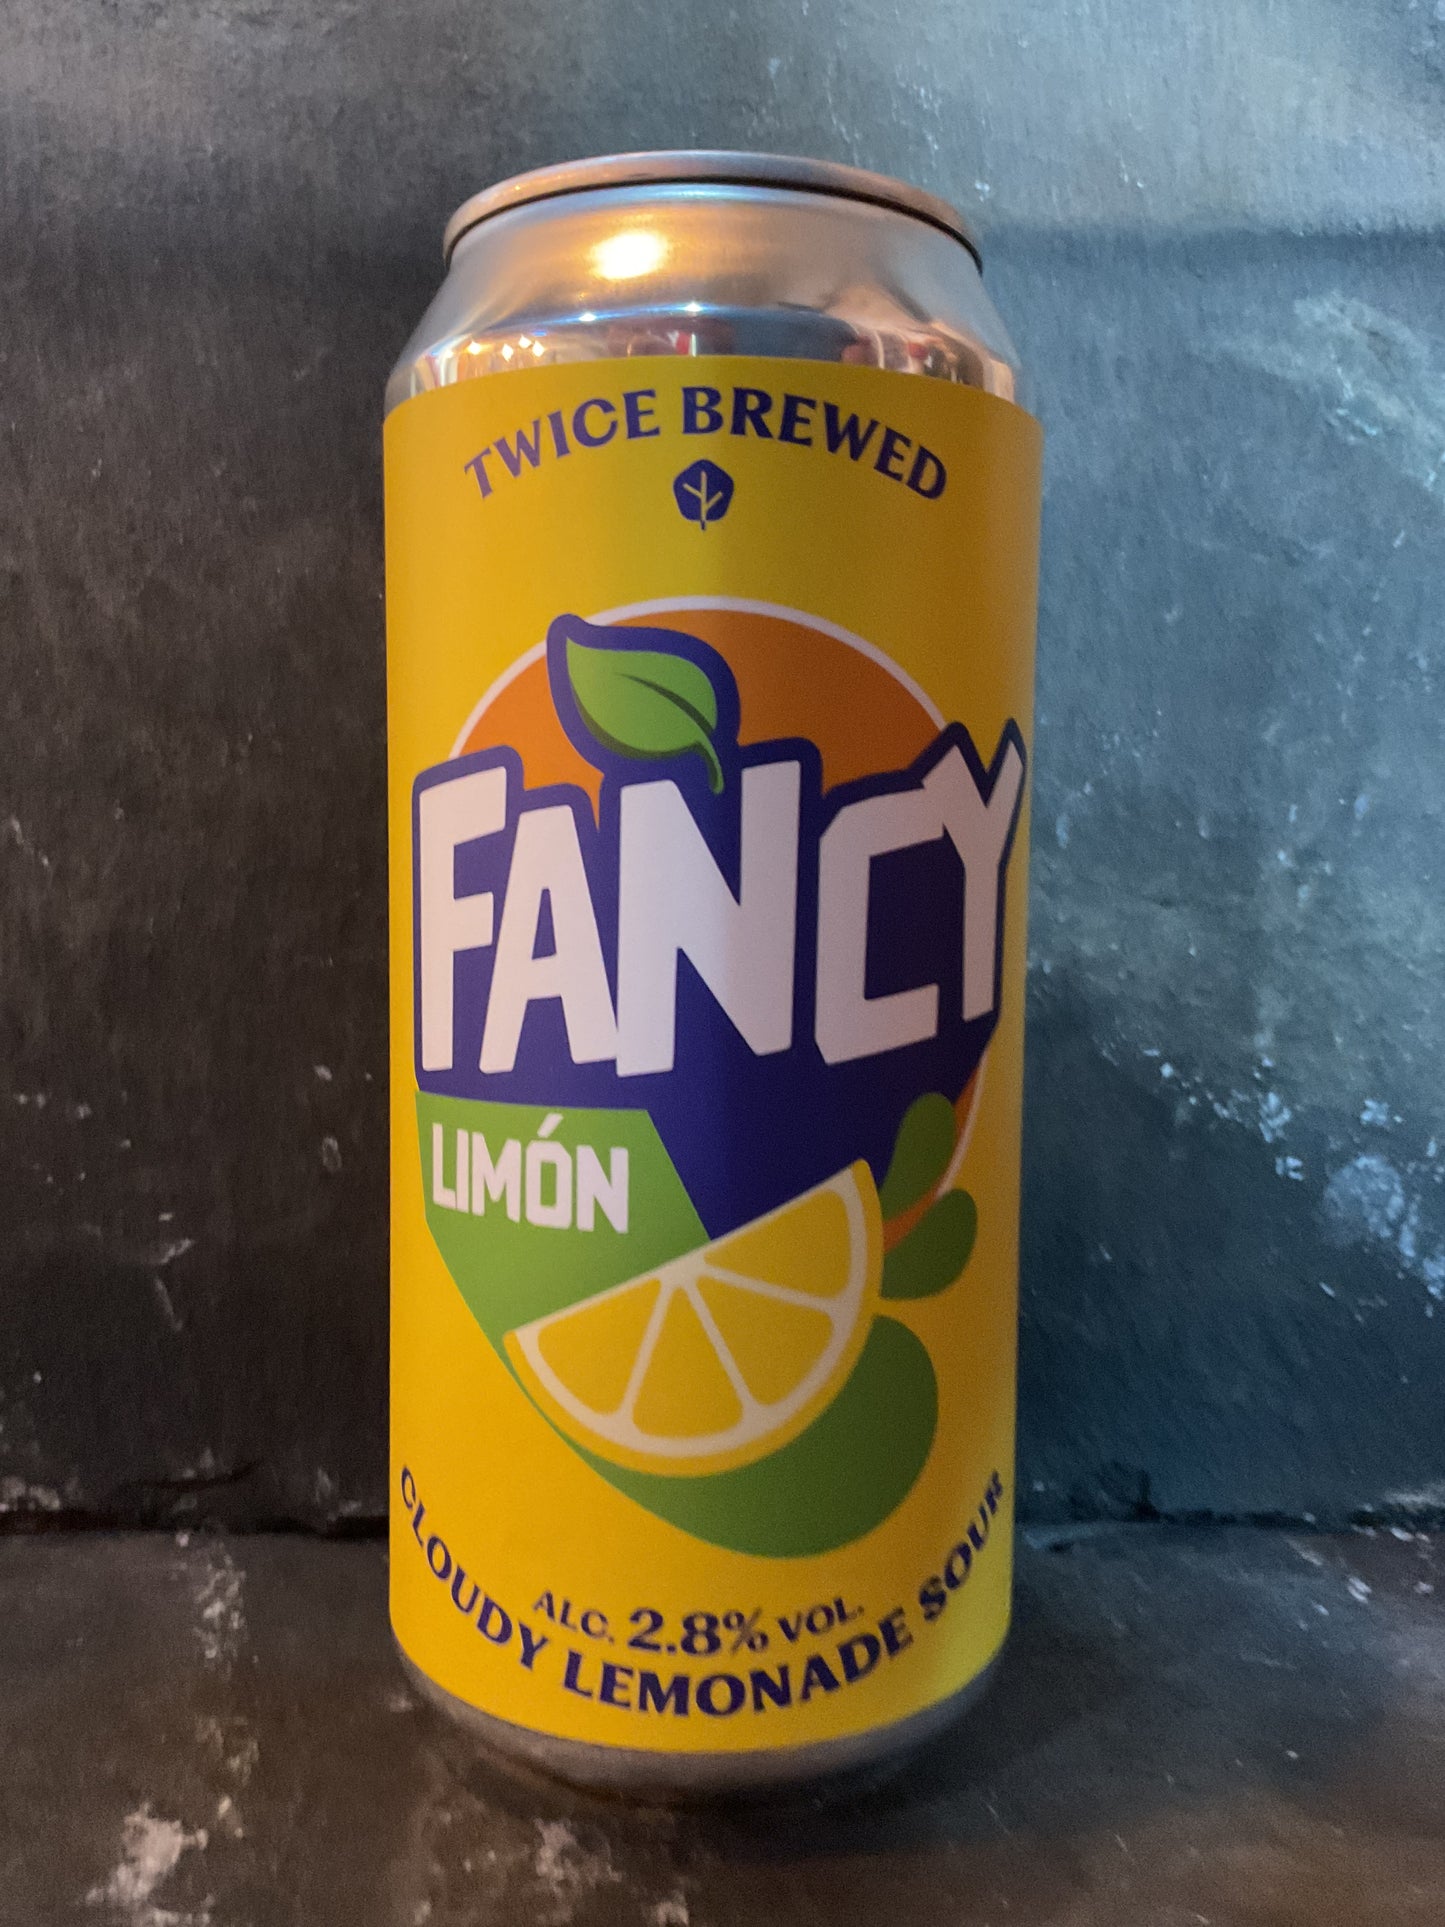 TWICE BREWED
FANCY
LIMÓN
ALC. 2.8% VOL.
CLOUDY LEMONADE SOUR